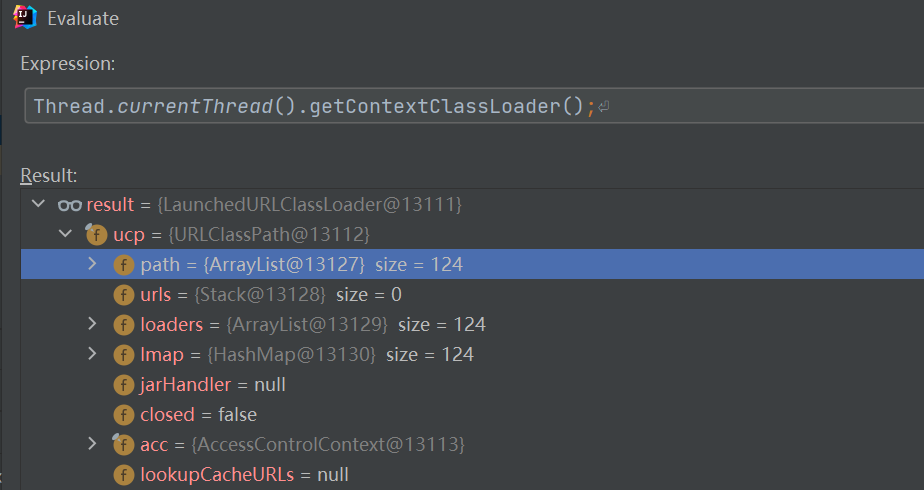 Evaluate
Expression:
Thread.currentThread().getContextClassLoader();
Result:
result = {LaunchedURLClassLoader@13111}
ucp = {URLClassPath@13112}
path = {ArrayList@13127} size = 124
urls = {Stack@13128} size = 0
loaders = {ArrayList@13129} size = 124
lmap = {HashMap@13130} size = 124
jarHandler = null
closed = false
acc = {AccessControlContext@13113}
lookupCacheURLs = null